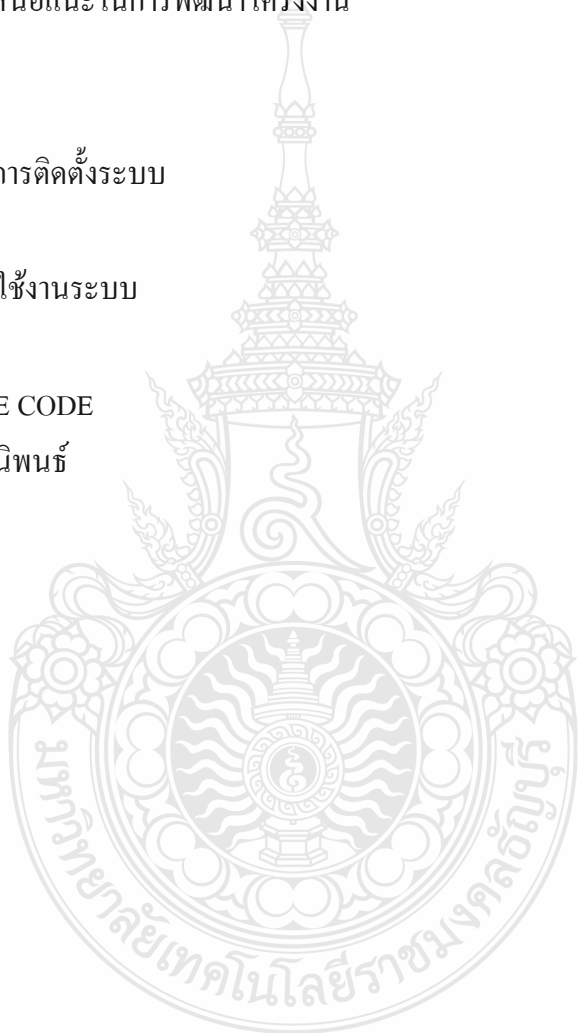 นอแนะในการพัฒนาโครงงาน
การติดตั้งระบบ
ใช้งานระบบ
E CODE
นิพนธ์
มหาวิทยาลัยเทคโนโลยีราชมงคลธัญบุรี